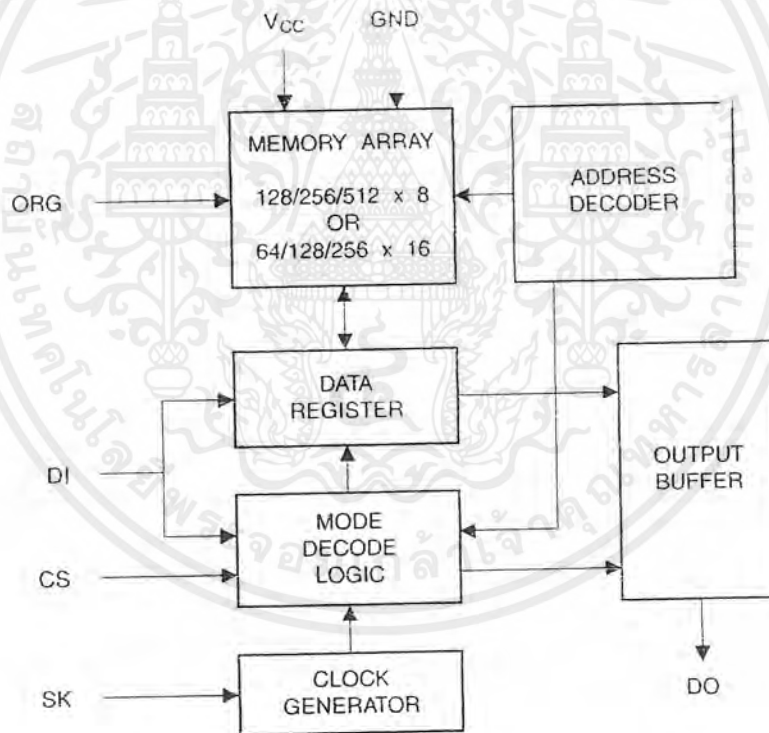 VCC
GND
MEMORY ARRAY
128/256/512 x 8
OR
64/128/256 x 16
ADDRESS
DECODER
ORG
DATA
REGISTER
OUTPUT
BUFFER
DI
MODE
DECODE
LOGIC
CS
CLOCK
GENERATOR
SK
DO